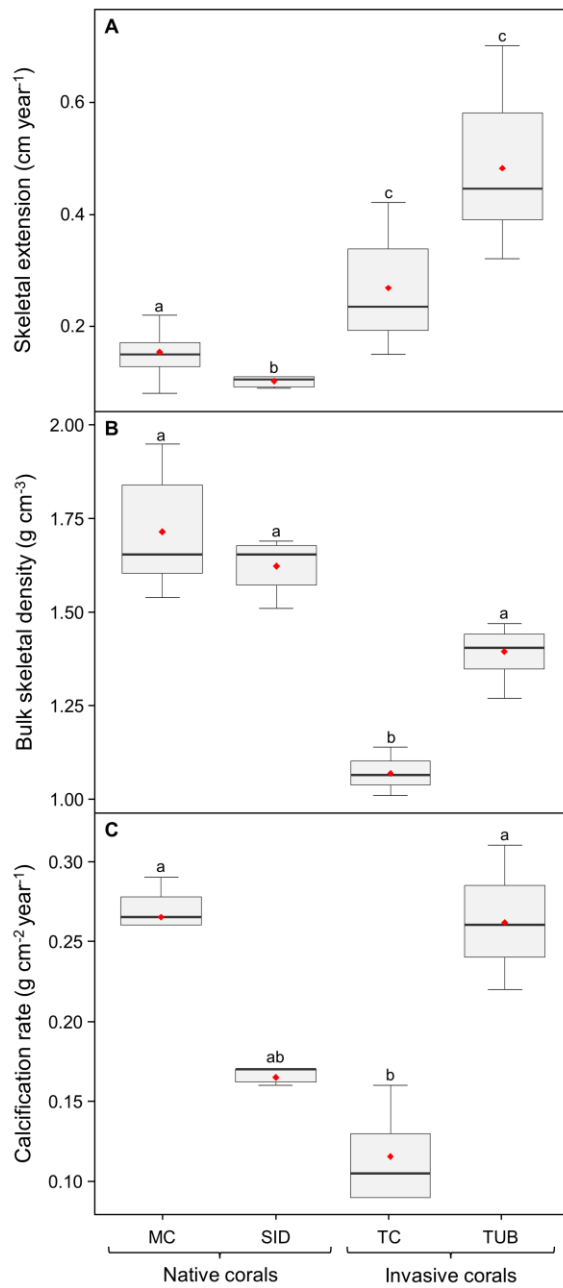 A
Skeletal extension (cm year-1)
0.6
0.4
0.2
a
b
c
c
B
Bulk skeletal density (g cm-3)
2.00
1.75
1.50
1.25
1.00
a
a
b
a
C
Calcification rate (g cm-2 year-1)
0.30
0.25
0.20
0.15
0.10
a
ab
b
a
MC SID TC TUB
Native corals Invasive corals